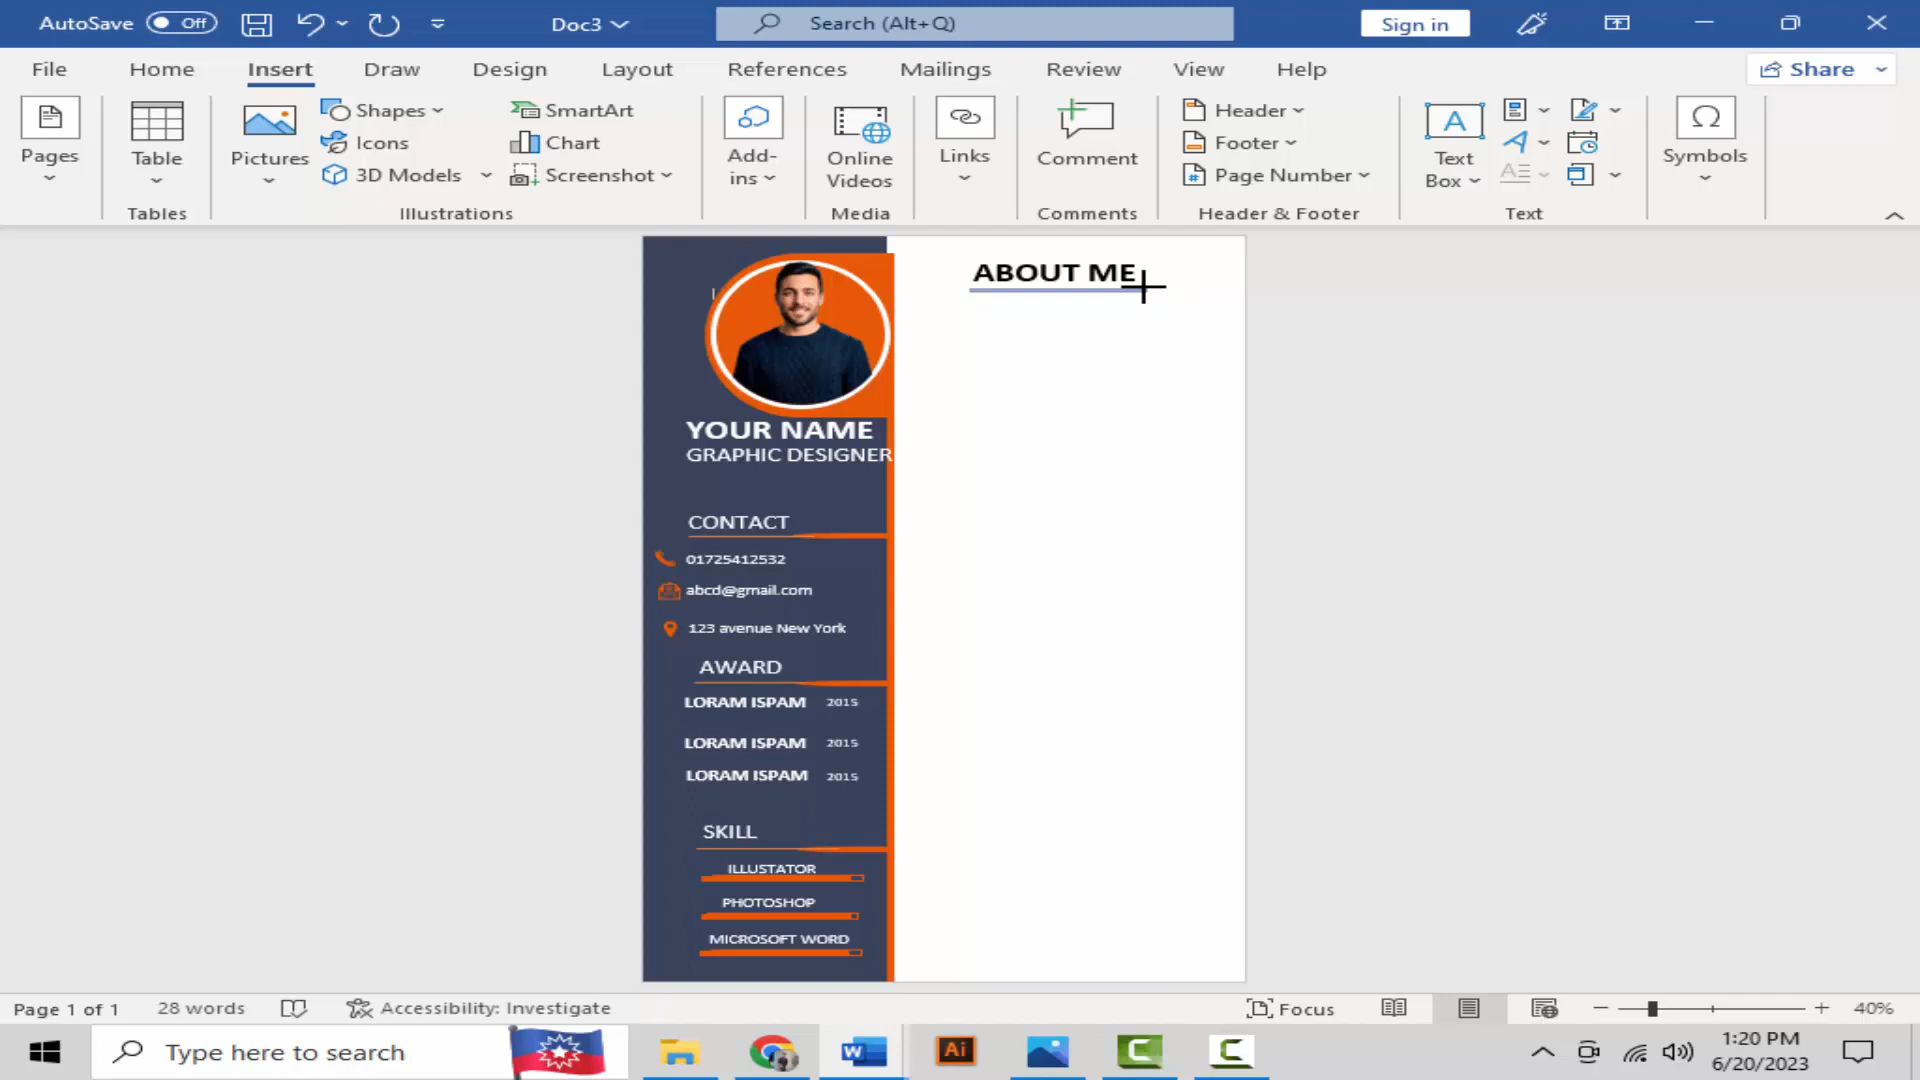 AutoSave Off Doc3 Search (Alt+Q) Sign in
File Home Insert Draw Design Layout References Mailings Review View Help Share
Pages
Table
Tables
Pictures
Shapes
Icons
3D Models
SmartArt
Chart
Screenshot
Illustrations
Add-
ins
Online
Videos
Media
Links
Comment
Comments
Header
Footer
Page Number
Header & Footer
Text
Box
Text
Symbols
ABOUT ME
YOUR NAME
GRAPHIC DESIGNER
CONTACT
01725412532
abcd@gmail.com
123 avenue New York
AWARD
LORAM ISPAM 2015
LORAM ISPAM 2015
LORAM ISPAM 2015
SKILL
ILLUSTATOR
PHOTOSHOP
MICROSOFT WORD
Page 1 of 1 28 words Accessibility: Investigate Focus 40%
Type here to search
Ai
1:20 PM
6/20/2023